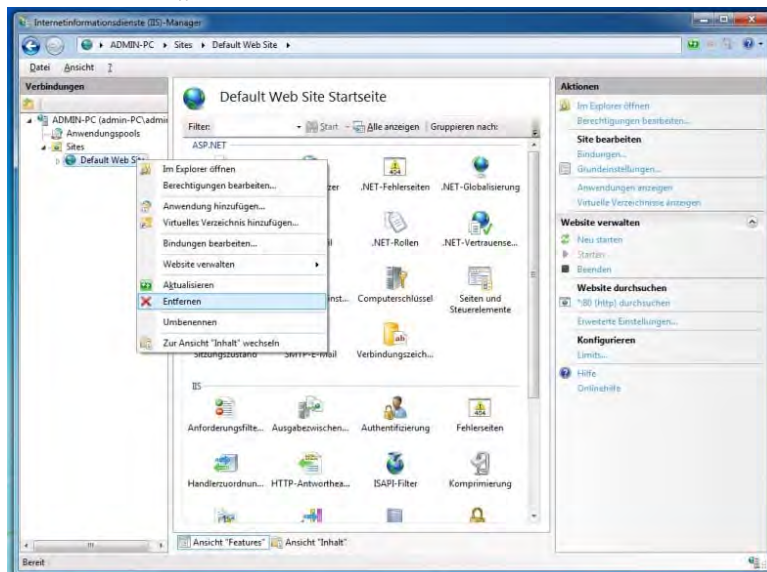 Internetinformationsdienste (IIS)-Manager
ADMIN-PC
Sites
Default Web Site
Datei Ansicht ?
Verbindungen
ADMIN-PC (admin-PC\admin
Anwendungspools
Sites
Default Web Site
Im Explorer öffnen
Berechtigungen bearbeiten...
Anwendung hinzufügen...
Virtuelles Verzeichnis hinzufügen...
Bindungen bearbeiten...
Website verwalten
Aktualisieren
Entfernen
Umbenennen
Zur Ansicht "Inhalt" wechseln
Default Web Site Startseite
Filter: Start Alle anzeigen Gruppieren nach:
ASP.NET
.NET-Fehlerseiten .NET-Globalisierung
.NET-Rollen .NET-Vertrauense...
Computerschlüssel Seiten und
Steuerelemente
Sitzungszustand SMTP-E-Mail Verbindungszeich...
IIS
Anforderungsfilte... Ausgabezwischen... Authentifizierung Fehlerseiten
Handlerzuordnun... HTTP-Antworthea... ISAPI-Filter Komprimierung
Ansicht "Features" Ansicht "Inhalt"
Aktionen
Im Explorer öffnen
Berechtigungen bearbeiten...
Site bearbeiten
Bindungen...
Grundeinstellungen...
Anwendungen anzeigen
Virtuelle Verzeichnisse anzeigen
Website verwalten
Neu starten
Starten
Beenden
Website durchsuchen
*:80 (http) durchsuchen
Erweiterte Einstellungen...
Konfigurieren
Limits...
Hilfe
Onlinehilfe
Bereit